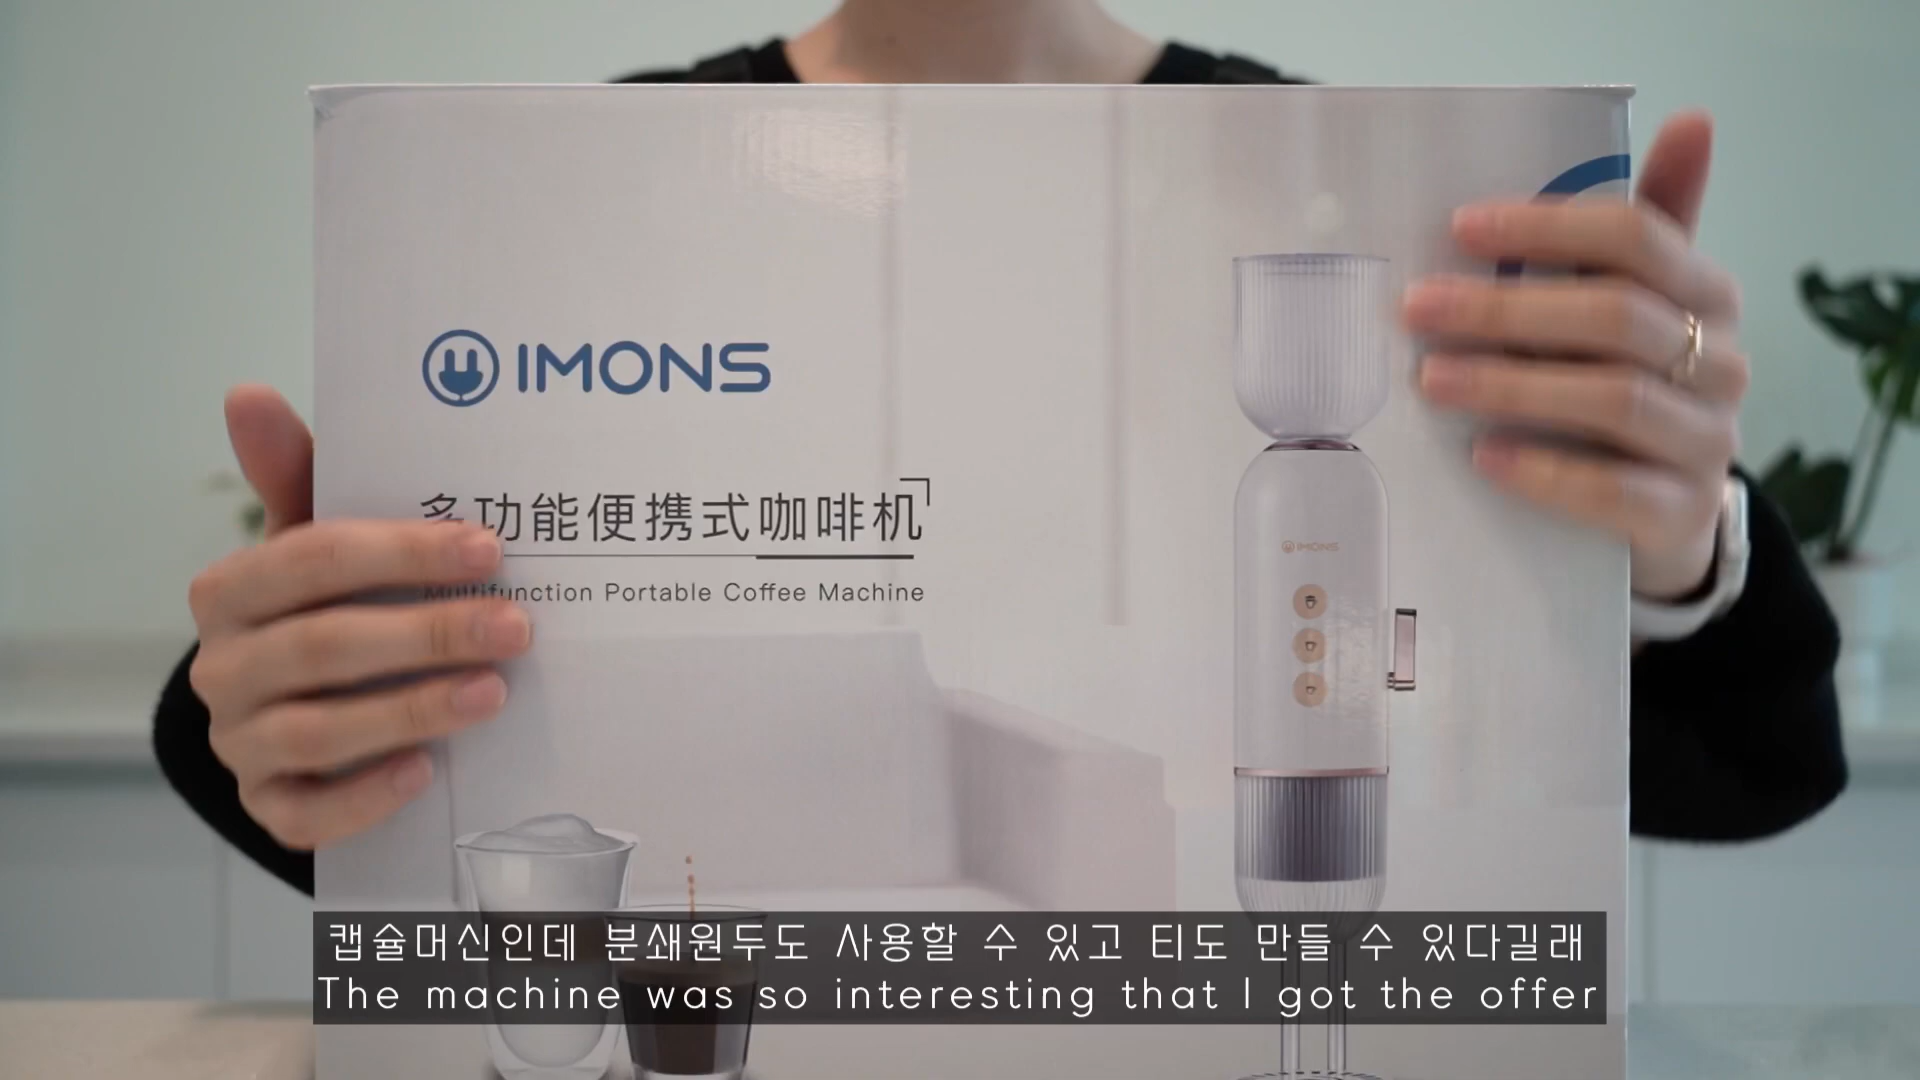 IMONS
多功能便携式咖啡机
Multifunction Portable Coffee Machine
IMONS
캡슐머신인데 분쇄원두도 사용할 수 있고 티도 만들 수 있다길래
The machine was so interesting that I got the offer